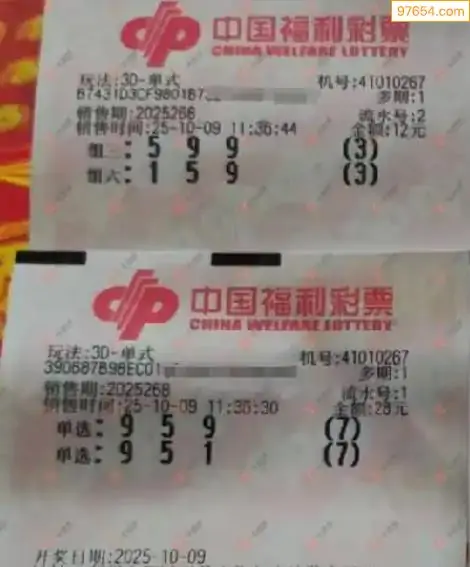 97654.com
中国福利彩票
CHINA WELFARE LOTTERY
玩法:3D-单式 机号:41010267
B7431D3CF9801B7 多期:1
销售期:2025268 流水号:2
销售时间:25-10-09 11:36:44 金额:12元
组三: 5 9 9 (3)
组六: 1 5 9 (3)
中国福利彩票
CHINA WELFARE LOTTERY
玩法:3D-单式 机号:41010267
390687B98EC01 多期:1
销售期:2025268 流水号:1
销售时间:25-10-09 11:36:30 金额:28元
单选: 9 5 9 (7)
单选: 9 5 1 (7)
开奖日期:2025-10-09